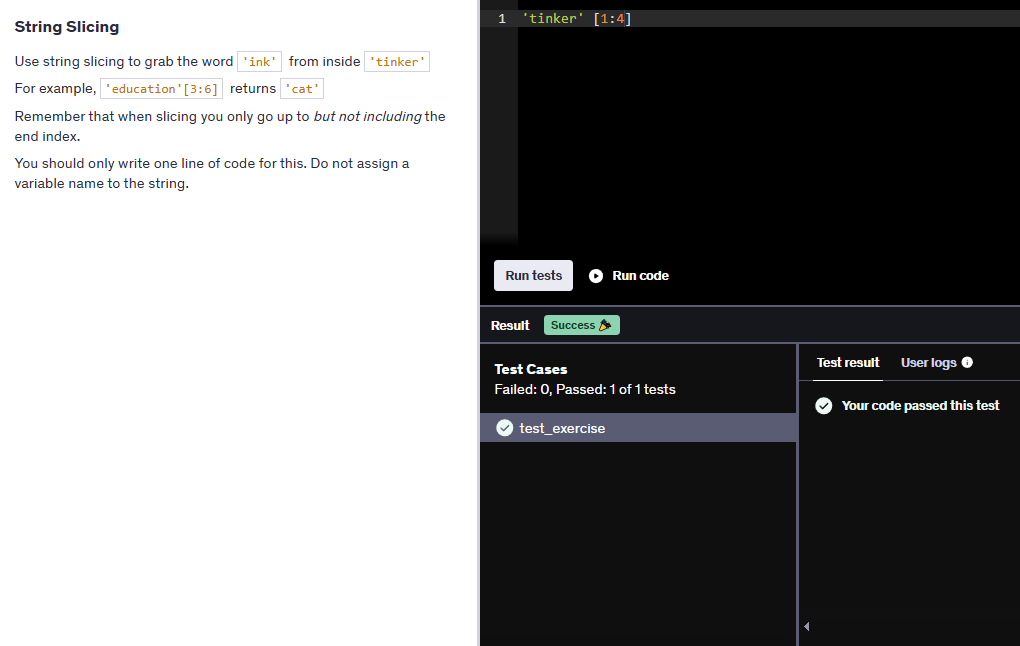 String Slicing
Use string slicing to grab the word 'ink' from inside 'tinker'
For example, 'education'[3:6] returns 'cat'
Remember that when slicing you only go up to but not including the
end index.
You should only write one line of code for this. Do not assign a
variable name to the string.
1 'tinker' [1:4]
Run tests Run code
Result Success
Test Cases
Failed: 0, Passed: 1 of 1 tests
test_exercise
Test result User logs
Your code passed this test